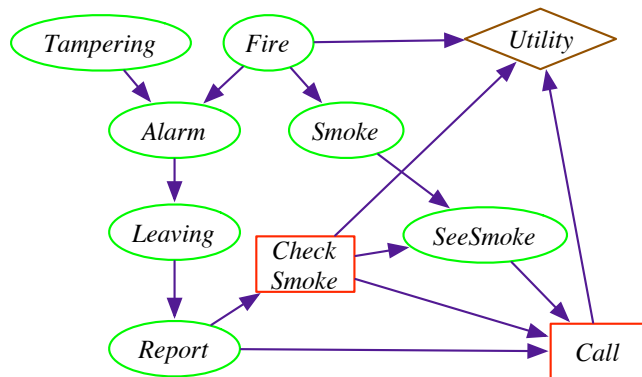 Tampering
Fire
Utility
Alarm
Smoke
Leaving
SeeSmoke
Check
Smoke
Report
Call